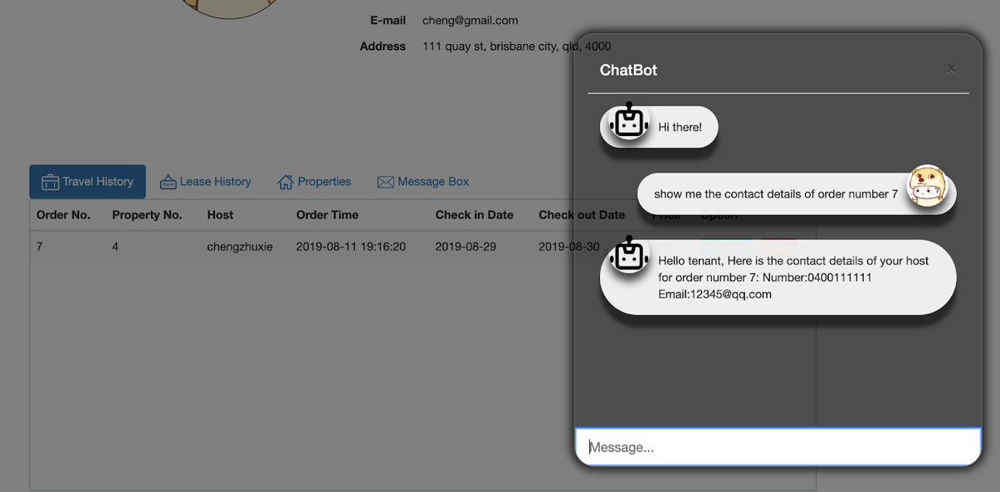 E-mail cheng@gmail.com
Address 111 quay st, brisbane city, qld, 4000
Travel History Lease History Properties Message Box
Order No. Property No. Host Order Time Check in Date Check out Date Price Option
7 4 chengzhuxie 2019-08-11 19:16:20 2019-08-29 2019-08-30
ChatBot ×
Hi there!
show me the contact details of order number 7
Hello tenant, Here is the contact details of your host
for order number 7: Number:0400111111
Email:12345@qq.com
Message...